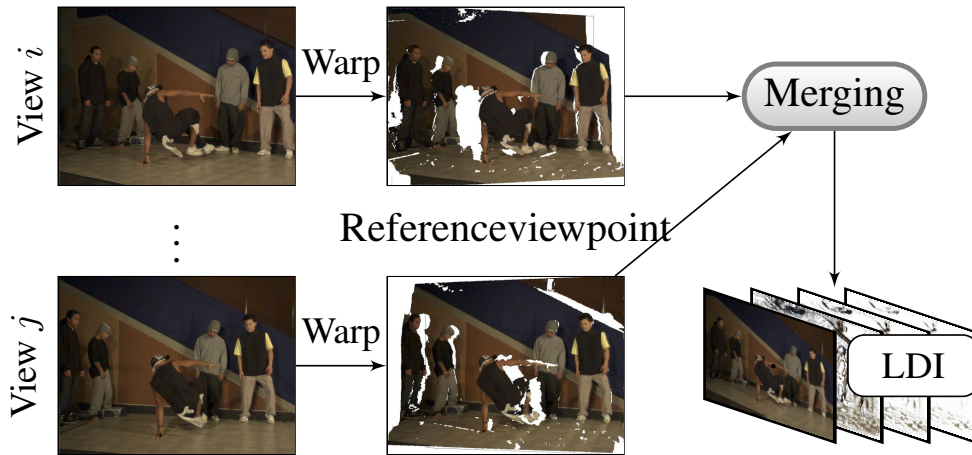 View i
Warp
Merging
Referenceviewpoint
View j
Warp
LDI